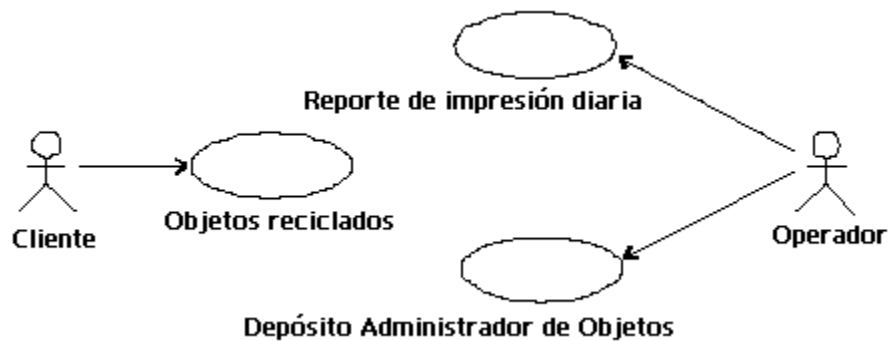 Reporte de impresión diaria
Objetos reciclados
Cliente
Operador
Depósito Administrador de Objetos